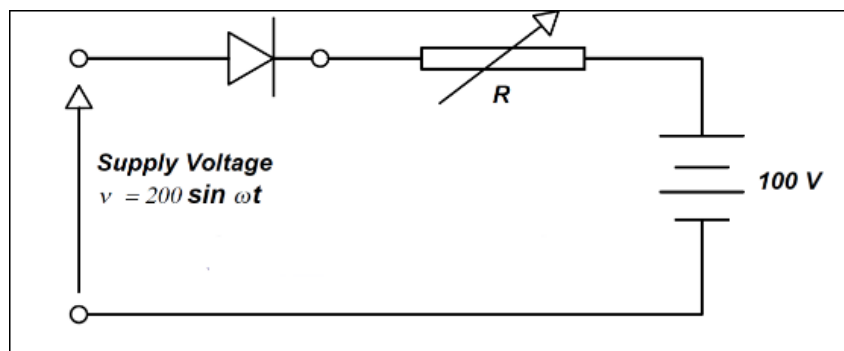 R
Supply Voltage
v = 200 sin ωt
100 V